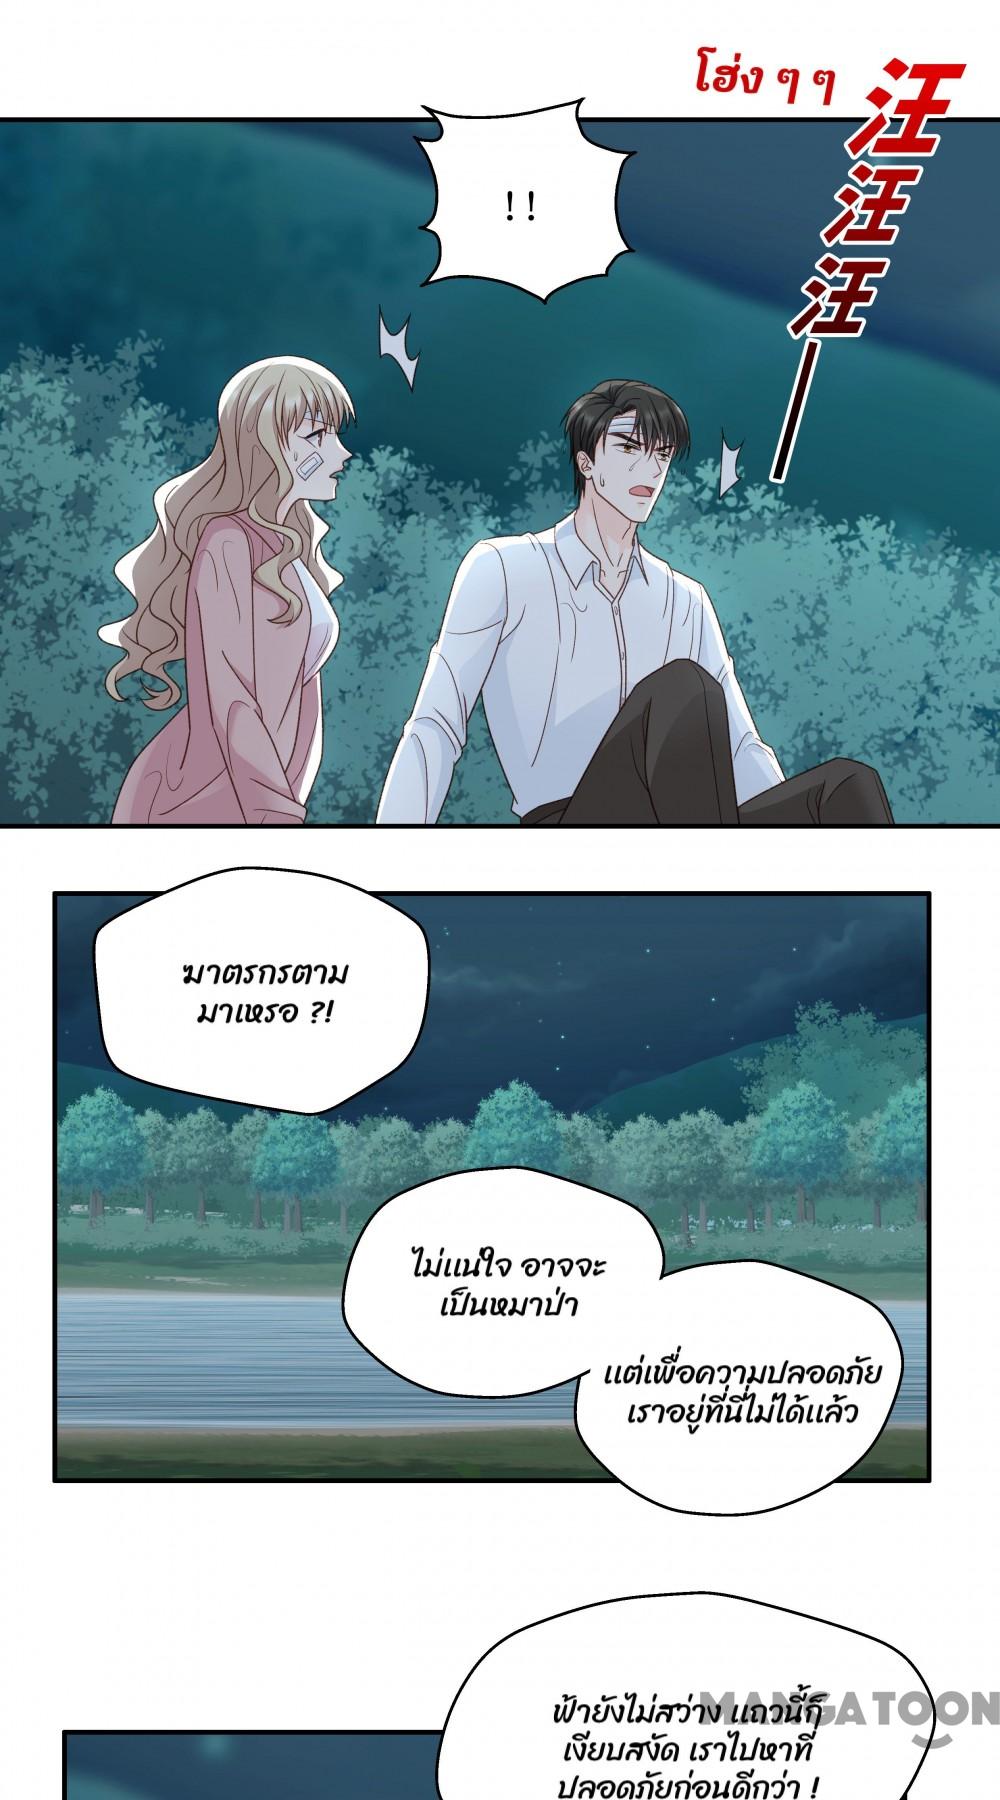 โฮ่ง ๆ ๆ
汪
汪
汪
! !
ฆาตรกรตาม
มาเหรอ ?!
ไม่แน่ใจ อาจจะ
เป็นหมาป่า
แต่เพื่อความปลอดภัย
เราอยู่ที่นี่ไม่ได้แล้ว
ฟ้ายังไม่สว่าง แถวนี้ก็
เงียบสงัด เราไปหาที่
ปลอดภัยก่อนดีกว่า !
MANGATOON